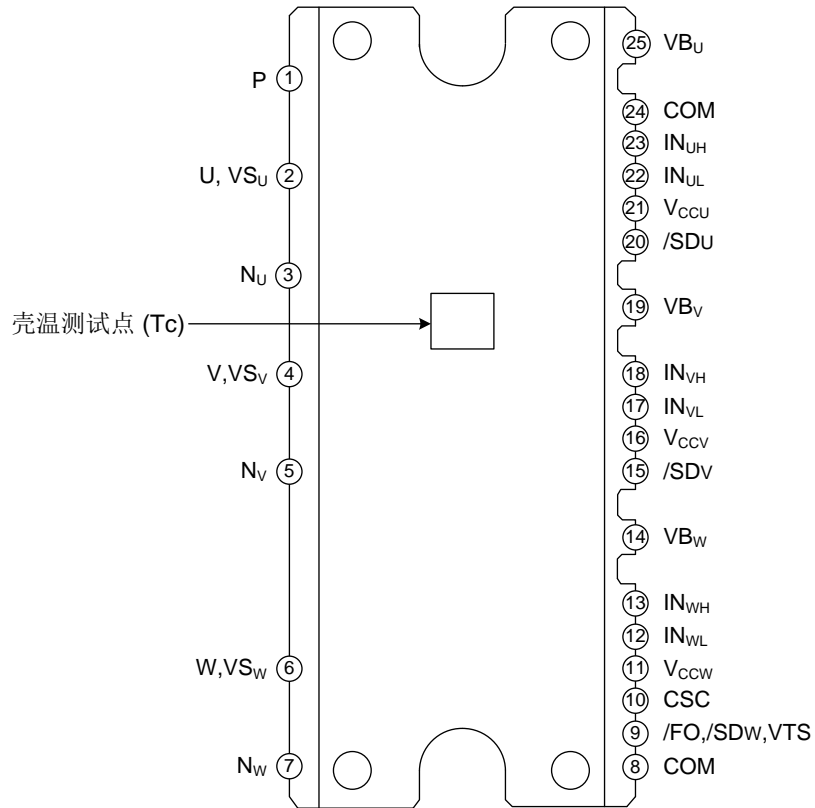 P 1
U, VSU 2
NU 3
壳温测试点 (Tc)
V,VSV 4
NV 5
W,VSW 6
NW 7
25 VBU
24 COM
23 INUH
22 INUL
21 VCCU
20 /SDU
19 VBV
18 INVH
17 INVL
16 VCCV
15 /SDV
14 VBW
13 INWH
12 INWL
11 VCCW
10 CSC
9 /FO,/SDW,VTS
8 COM